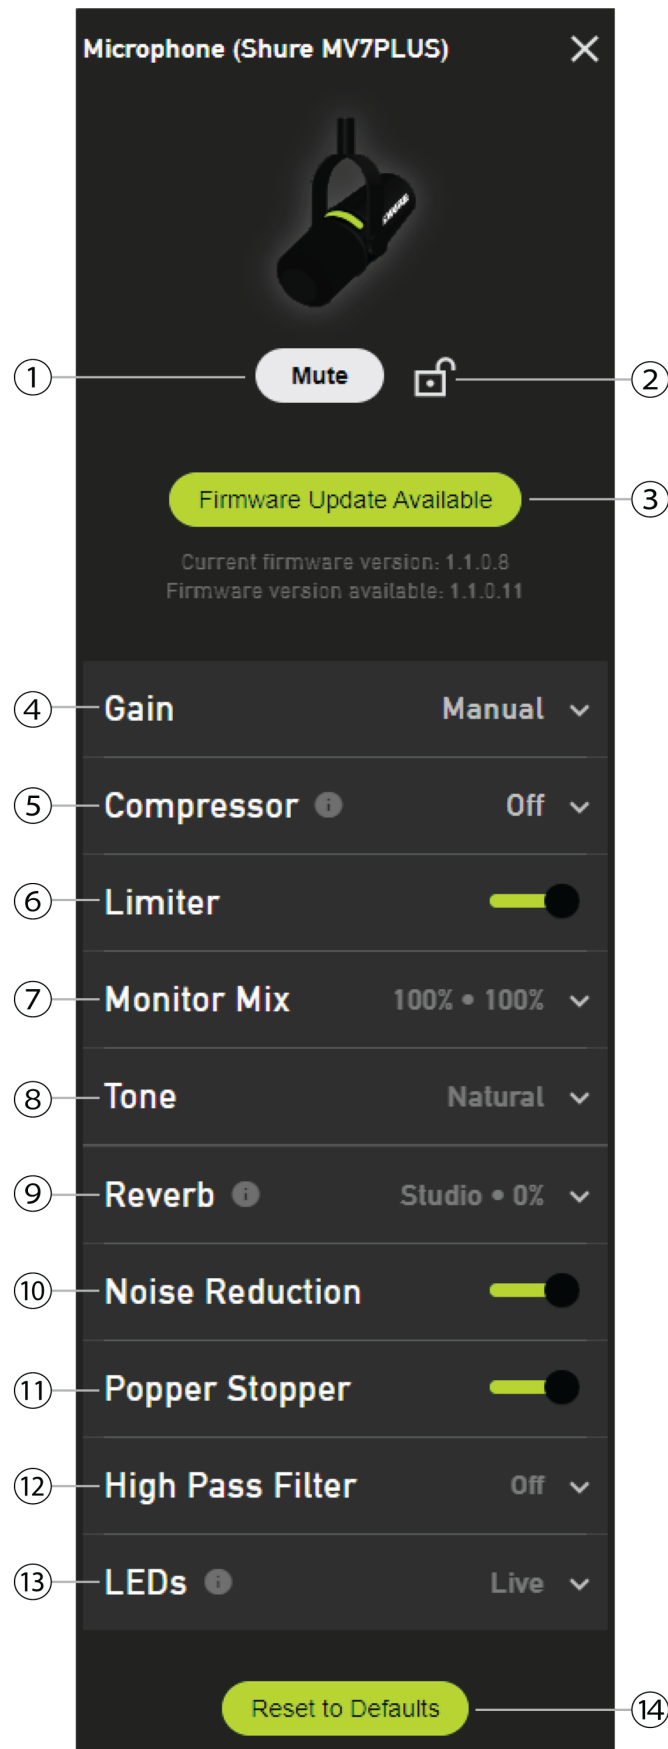 Microphone (Shure MV7PLUS)
SHURE
① Mute ②
Firmware Update Available ③
Current firmware version: 1.1.0.8
Firmware version available: 1.1.0.11
④ Gain Manual
⑤ Compressor i Off
⑥ Limiter
⑦ Monitor Mix 100% • 100%
⑧ Tone Natural
⑨ Reverb i Studio • 0%
⑩ Noise Reduction
⑪ Popper Stopper
⑫ High Pass Filter Off
⑬ LEDs i Live
Reset to Defaults ⑭